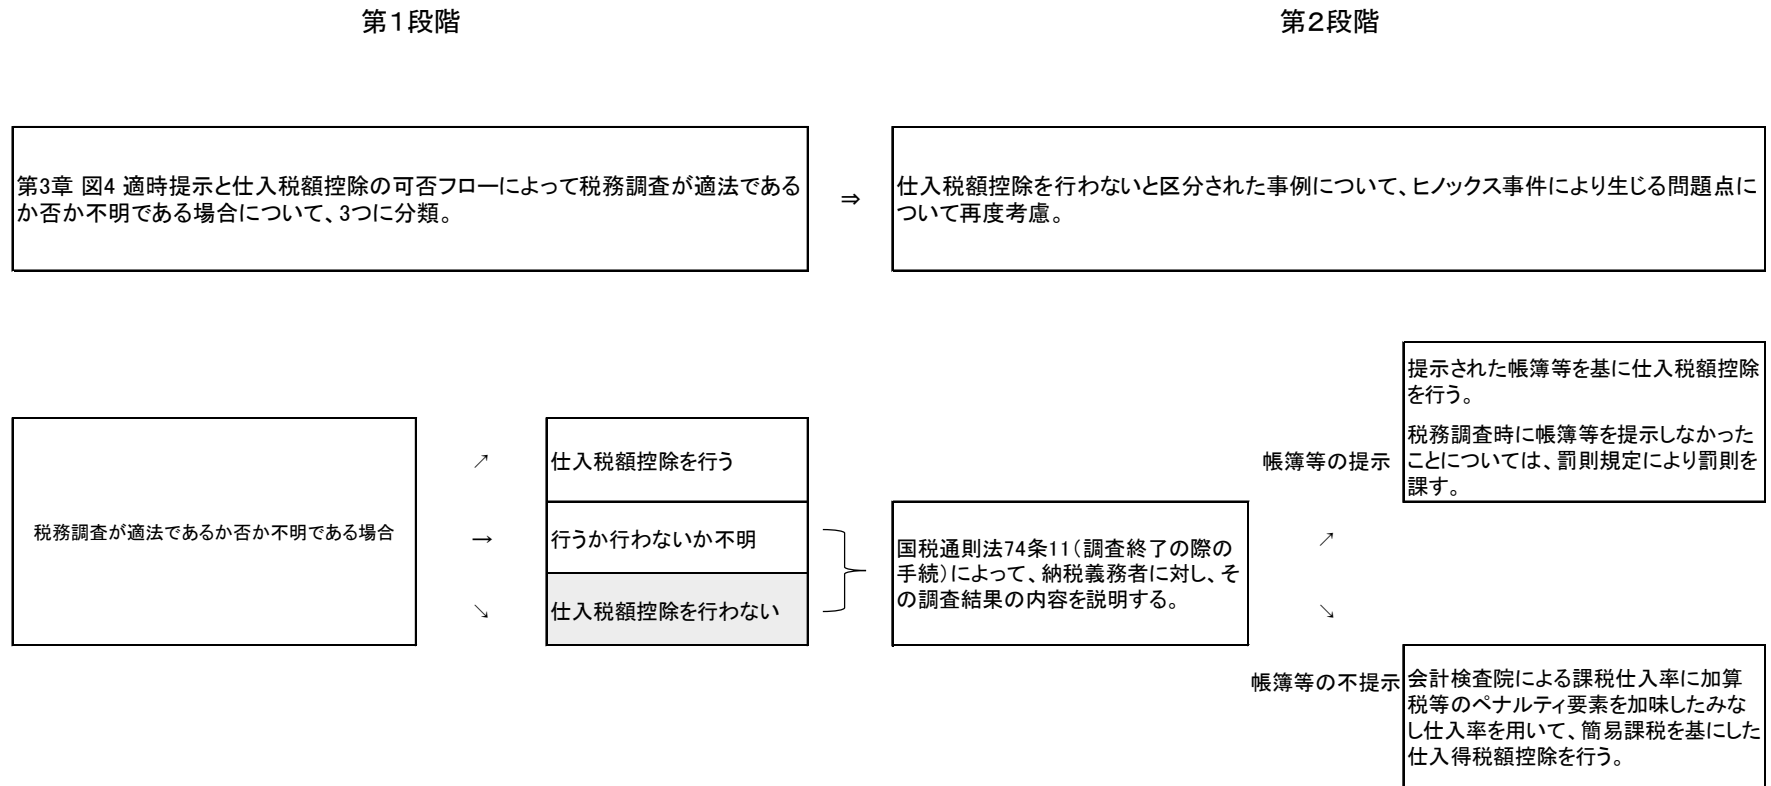 第1段階
第2段階
第3章 図4 適時提示と仕入税額控除の可否フローによって税務調査が適法である
か否か不明である場合について、3つに分類。
⇒
仕入税額控除を行わないと区分された事例について、ヒノックス事件により生じる問題点に
ついて再度考慮。
税務調査が適法であるか否か不明である場合
↗
→
↘
仕入税額控除を行う
行うか行わないか不明
仕入税額控除を行わない
国税通則法74条11(調査終了の際の
手続)によって、納税義務者に対し、そ
の調査結果の内容を説明する。
帳簿等の提示
↗
提示された帳簿等を基に仕入税額控除
を行う。
税務調査時に帳簿等を提示しなかった
ことについては、罰則規定により罰則を
課す。
↘
帳簿等の不提示
会計検査院による課税仕入率に加算
税等のペナルティ要素を加味したみな
し仕入率を用いて、簡易課税を基にした
仕入得税額控除を行う。